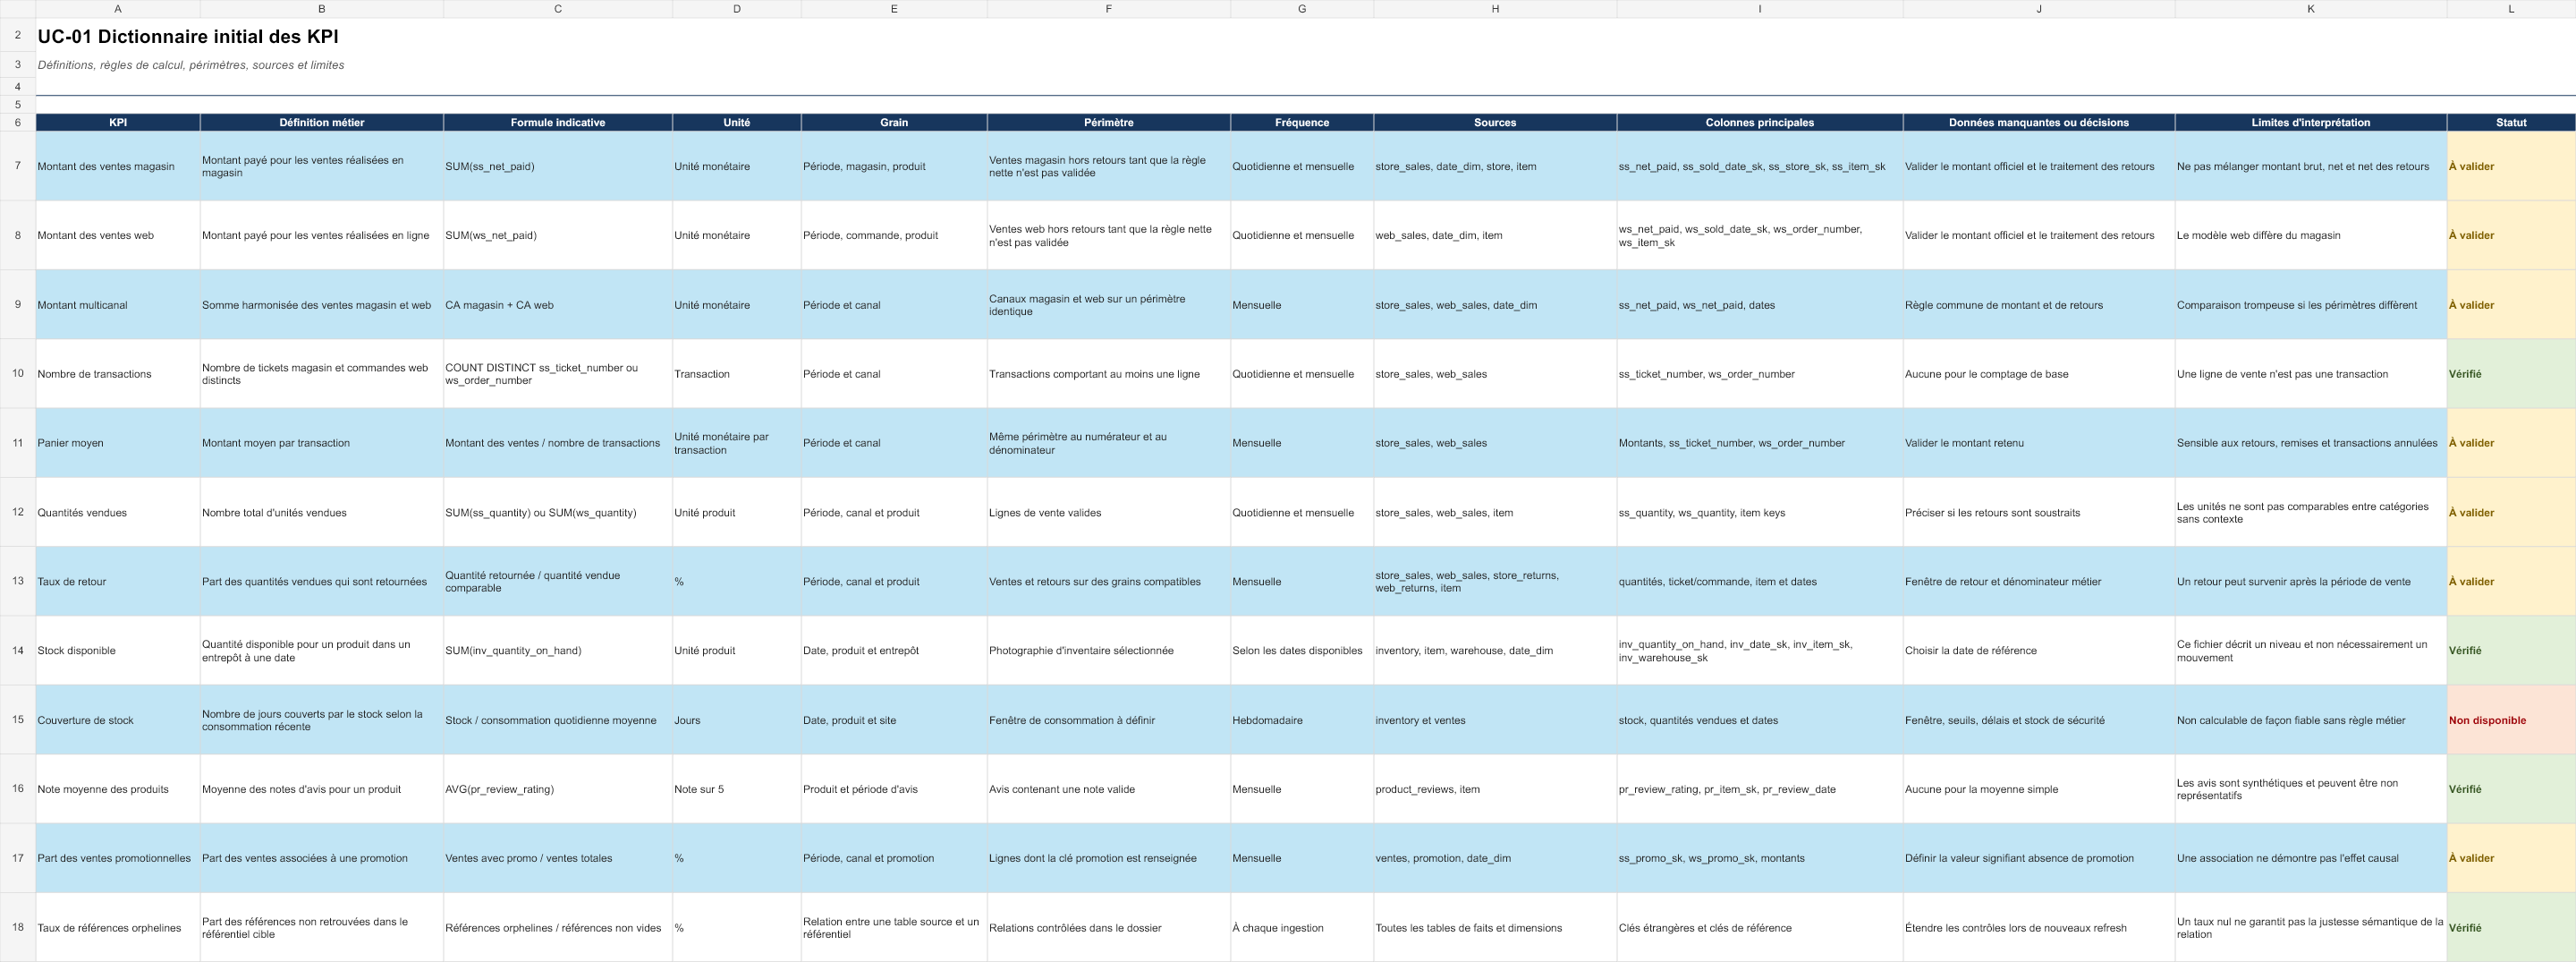 A B C D E F G H I J K L
2 UC-01 Dictionnaire initial des KPI
3 Définitions, règles de calcul, périmètres, sources et limites
4
5
6 KPI Définition métier Formule indicative Unité Grain Périmètre Fréquence Sources Colonnes principales Données manquantes ou décisions Limites d'interprétation Statut
7 Montant des ventes magasin
Montant payé pour les ventes réalisées en
magasin
SUM(ss_net_paid)
Unité monétaire
Période, magasin, produit
Ventes magasin hors retours tant que la règle
nette n'est pas validée
Quotidienne et mensuelle
store_sales, date_dim, store, item
ss_net_paid, ss_sold_date_sk, ss_store_sk, ss_item_sk
Valider le montant officiel et le traitement des retours
Ne pas mélanger montant brut, net et net des retours
À valider
8 Montant des ventes web
Montant payé pour les ventes réalisées en ligne
SUM(ws_net_paid)
Unité monétaire
Période, commande, produit
Ventes web hors retours tant que la règle nette
n'est pas validée
Quotidienne et mensuelle
web_sales, date_dim, item
ws_net_paid, ws_sold_date_sk, ws_order_number,
ws_item_sk
Valider le montant officiel et le traitement des retours
Le modèle web diffère du magasin
À valider
9 Montant multicanal
Somme harmonisée des ventes magasin et web
CA magasin + CA web
Unité monétaire
Période et canal
Canaux magasin et web sur un périmètre
identique
Mensuelle
store_sales, web_sales, date_dim
ss_net_paid, ws_net_paid, dates
Règle commune de montant et de retours
Comparaison trompeuse si les périmètres diffèrent
À valider
10 Nombre de transactions
Nombre de tickets magasin et commandes web
distincts
COUNT DISTINCT ss_ticket_number ou
ws_order_number
Transaction
Période et canal
Transactions comportant au moins une ligne
Quotidienne et mensuelle
store_sales, web_sales
ss_ticket_number, ws_order_number
Aucune pour le comptage de base
Une ligne de vente n'est pas une transaction
Vérifié
11 Panier moyen
Montant moyen par transaction
Montant des ventes / nombre de transactions
Unité monétaire par
transaction
Période et canal
Même périmètre au numérateur et au
dénominateur
Mensuelle
store_sales, web_sales
Montants, ss_ticket_number, ws_order_number
Valider le montant retenu
Sensible aux retours, remises et transactions annulées
À valider
12 Quantités vendues
Nombre total d'unités vendues
SUM(ss_quantity) ou SUM(ws_quantity)
Unité produit
Période, canal et produit
Lignes de vente valides
Quotidienne et mensuelle
store_sales, web_sales, item
ss_quantity, ws_quantity, item keys
Préciser si les retours sont soustraits
Les unités ne sont pas comparables entre catégories
sans contexte
À valider
13 Taux de retour
Part des quantités vendues qui sont retournées
Quantité retournée / quantité vendue
comparable
%
Période, canal et produit
Ventes et retours sur des grains compatibles
Mensuelle
store_sales, web_sales, store_returns,
web_returns, item
quantités, ticket/commande, item et dates
Fenêtre de retour et dénominateur métier
Un retour peut survenir après la période de vente
À valider
14 Stock disponible
Quantité disponible pour un produit dans un
entrepôt à une date
SUM(inv_quantity_on_hand)
Unité produit
Date, produit et entrepôt
Photographie d'inventaire sélectionnée
Selon les dates disponibles
inventory, item, warehouse, date_dim
inv_quantity_on_hand, inv_date_sk, inv_item_sk,
inv_warehouse_sk
Choisir la date de référence
Ce fichier décrit un niveau et non nécessairement un
mouvement
Vérifié
15 Couverture de stock
Nombre de jours couverts par le stock selon la
consommation récente
Stock / consommation quotidienne moyenne
Jours
Date, produit et site
Fenêtre de consommation à définir
Hebdomadaire
inventory et ventes
stock, quantités vendues et dates
Fenêtre, seuils, délais et stock de sécurité
Non calculable de façon fiable sans règle métier
Non disponible
16 Note moyenne des produits
Moyenne des notes d'avis pour un produit
AVG(pr_review_rating)
Note sur 5
Produit et période d'avis
Avis contenant une note valide
Mensuelle
product_reviews, item
pr_review_rating, pr_item_sk, pr_review_date
Aucune pour la moyenne simple
Les avis sont synthétiques et peuvent être non
représentatifs
Vérifié
17 Part des ventes promotionnelles
Part des ventes associées à une promotion
Ventes avec promo / ventes totales
%
Période, canal et promotion
Lignes dont la clé promotion est renseignée
Mensuelle
ventes, promotion, date_dim
ss_promo_sk, ws_promo_sk, montants
Définir la valeur signifiant absence de promotion
Une association ne démontre pas l'effet causal
À valider
18 Taux de références orphelines
Part des références non retrouvées dans le
référentiel cible
Références orphelines / références non vides
%
Relation entre une table source et un
référentiel
Relations contrôlées dans le dossier
À chaque ingestion
Toutes les tables de faits et dimensions
Clés étrangères et clés de référence
Étendre les contrôles lors de nouveaux refresh
Un taux nul ne garantit pas la justesse sémantique de la
relation
Vérifié